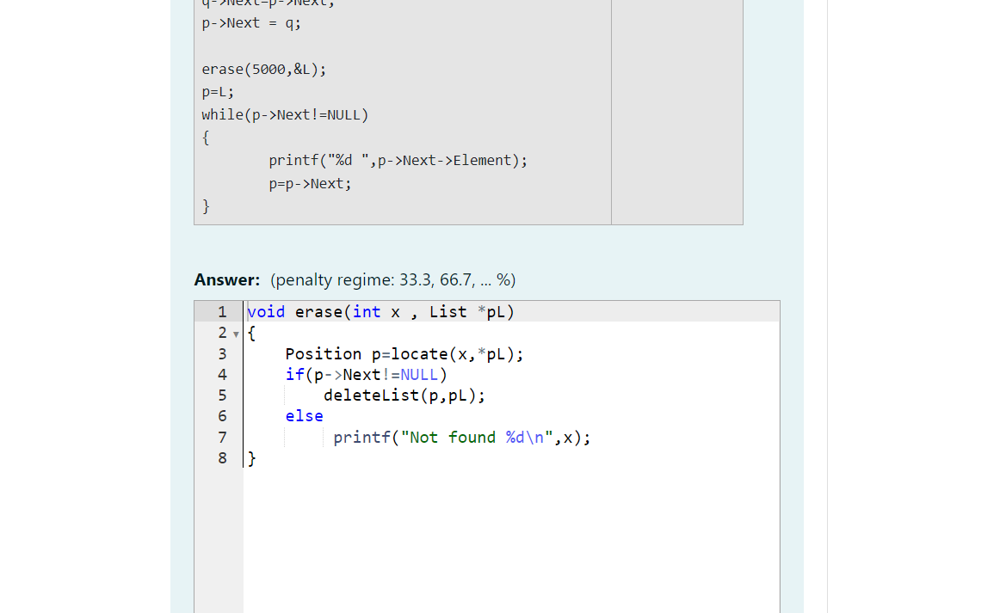 q->Next=p->Next;
p->Next = q;
erase(5000,&L);
p=L;
while(p->Next!=NULL)
{
printf("%d ",p->Next->Element);
p=p->Next;
}
Answer: (penalty regime: 33.3, 66.7, ... %)
1 void erase(int x , List *pL)
2 {
3 Position p=locate(x,*pL);
4 if(p->Next!=NULL)
5 deleteList(p,pL);
6 else
7 printf("Not found %d\n",x);
8 }